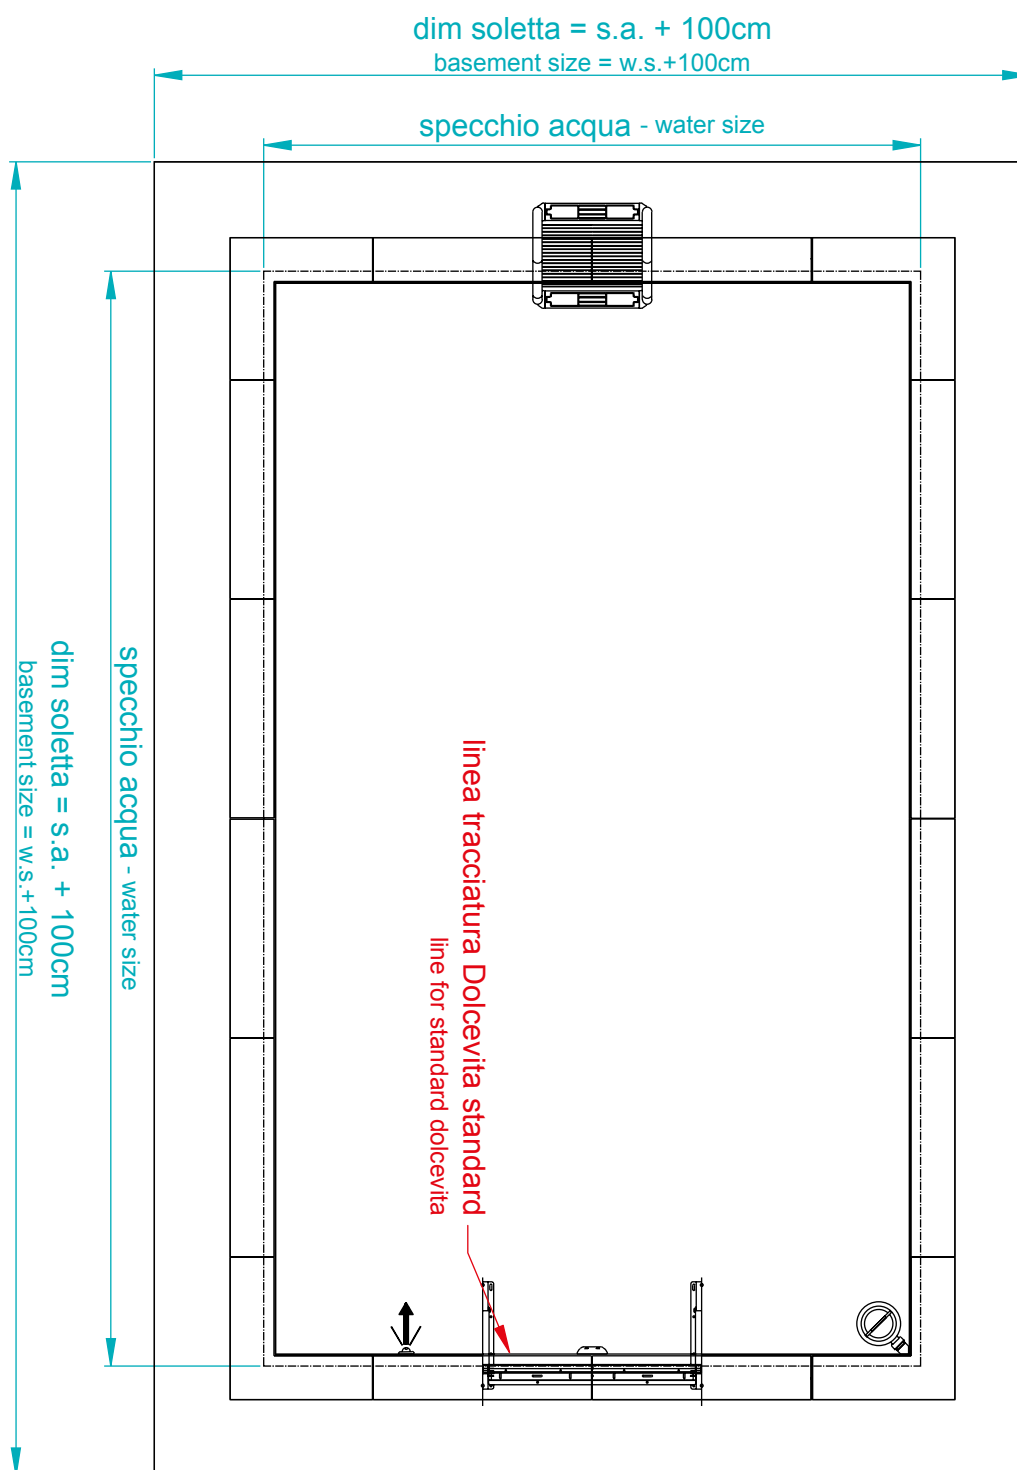 dim soletta = s.a. + 100cm
basement size = w.s.+100cm
specchio acqua - water size
dim soletta = s.a. + 100cm
basement size = w.s.+100cm
specchio acqua - water size
linea tracciatura Dolcevita standard
line for standard dolcevita